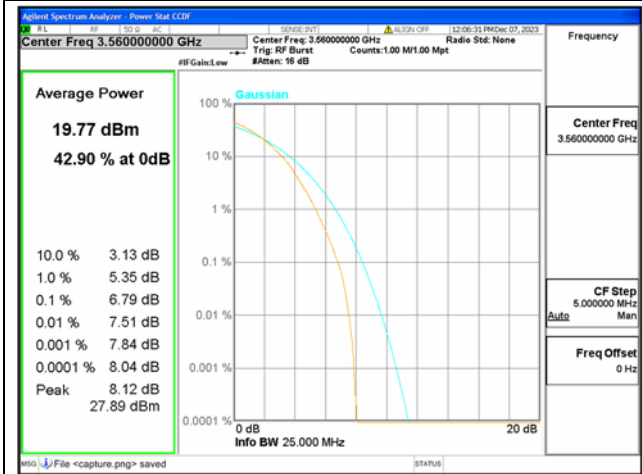 Agilent Spectrum Analyzer - Power Stat CCDF
RL RF 50 Ω AC SENSE:INT ALIGN OFF 12:06:31 PM Dec 07, 2023
Center Freq 3.560000000 GHz
Center Freq: 3.560000000 GHz Radio Std: None
Trig: RF Burst Counts:1.00 M/1.00 Mpt
#IFGain:Low #Atten: 16 dB
Frequency
Average Power
19.77 dBm
42.90 % at 0dB
10.0 % 3.13 dB
1.0 % 5.35 dB
0.1 % 6.79 dB
0.01 % 7.51 dB
0.001 % 7.84 dB
0.0001 % 8.04 dB
Peak 8.12 dB
27.89 dBm
Gaussian
100 %
10 %
1 %
0.1 %
0.01 %
0.001 %
0.0001 %
0 dB 20 dB
Info BW 25.000 MHz
Center Freq
3.560000000 GHz
CF Step
5.000000 MHz
Auto Man
Freq Offset
0 Hz
MSG File <capture.png> saved STATUS